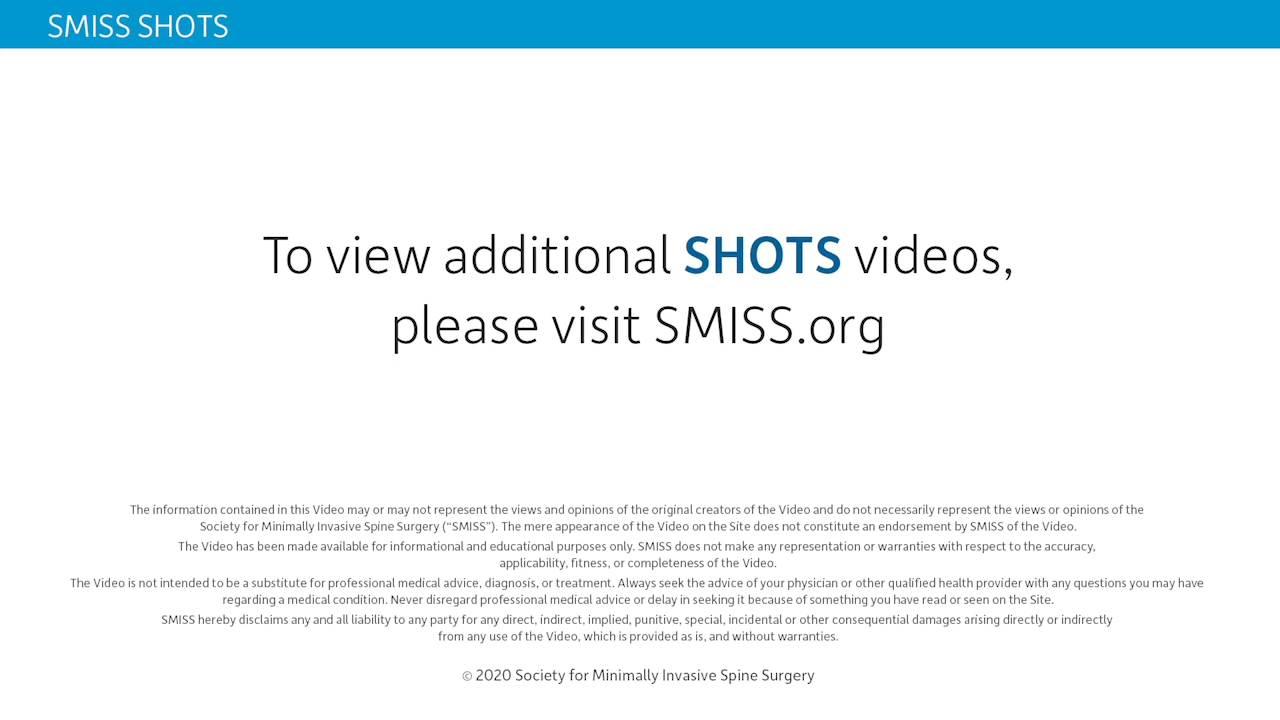 SMISS SHOTS
To view additional SHOTS videos,
please visit SMISS.org
The information contained in this Video may or may not represent the views and opinions of the original creators of the Video and do not necessarily represent the views or opinions of the
Society for Minimally Invasive Spine Surgery (“SMISS”). The mere appearance of the Video on the Site does not constitute an endorsement by SMISS of the Video.
The Video has been made available for informational and educational purposes only. SMISS does not make any representation or warranties with respect to the accuracy,
applicability, fitness, or completeness of the Video.
The Video is not intended to be a substitute for professional medical advice, diagnosis, or treatment. Always seek the advice of your physician or other qualified health provider with any questions you may have
regarding a medical condition. Never disregard professional medical advice or delay in seeking it because of something you have read or seen on the Site.
SMISS hereby disclaims any and all liability to any party for any direct, indirect, implied, punitive, special, incidental or other consequential damages arising directly or indirectly
from any use of the Video, which is provided as is, and without warranties.
© 2020 Society for Minimally Invasive Spine Surgery